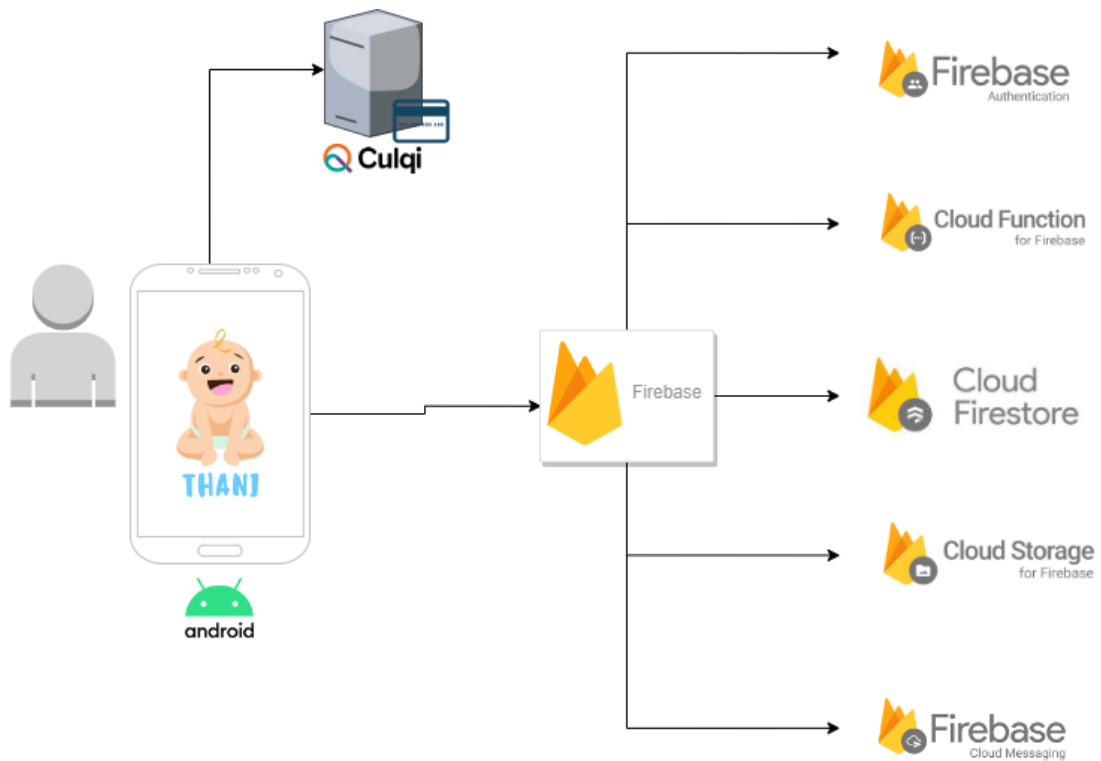 Culqi
THANI
android
Firebase
Firebase
Authentication
Cloud Function
for Firebase
Cloud
Firestore
Cloud Storage
for Firebase
Firebase
Cloud Messaging